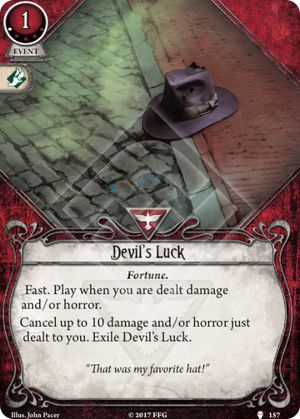 1
EVENT
Devil's Luck
Fortune.
Fast. Play when you are dealt damage
and/or horror.
Cancel up to 10 damage and/or horror just
dealt to you. Exile Devil's Luck.
"That was my favorite hat!"
Illus. John Pacer
© 2017 FFG
157